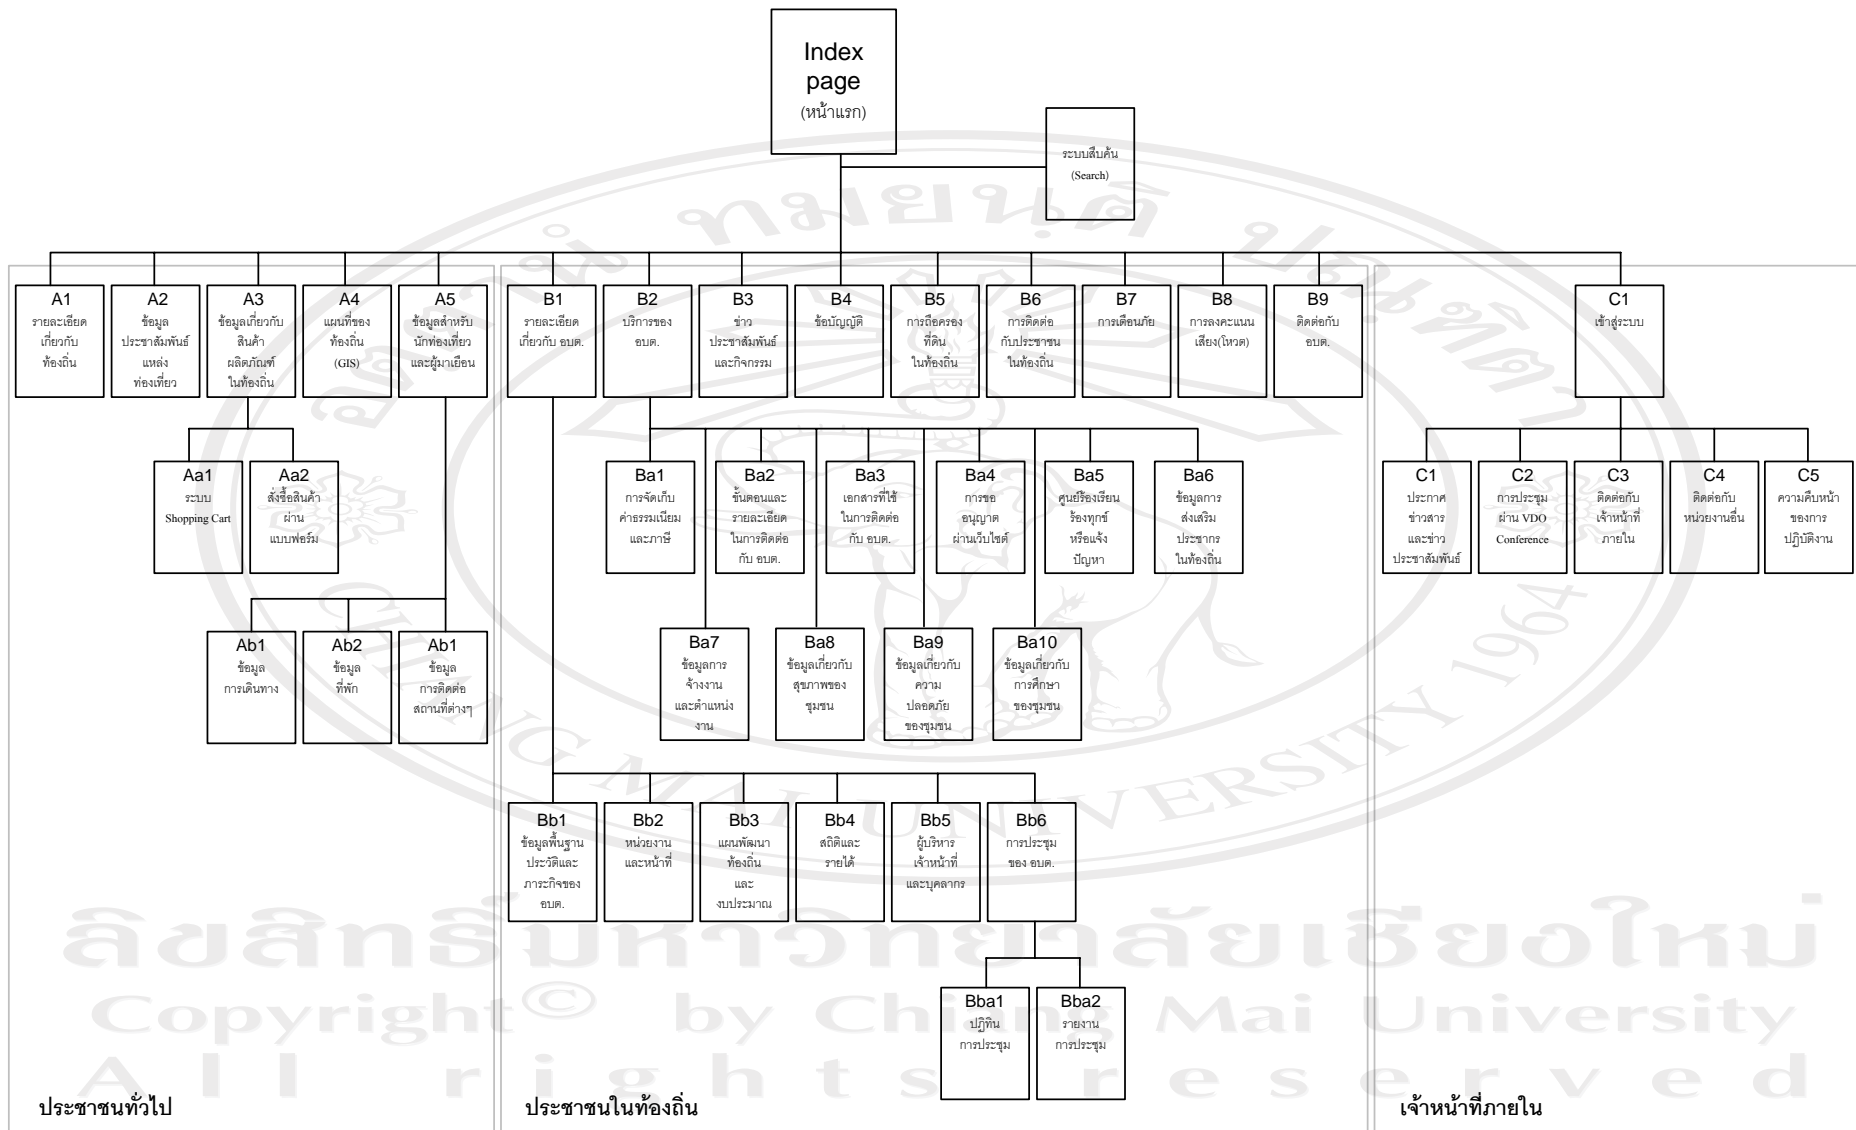 Index
page
(หน้าแรก)
ระบบสืบค้น
(Search)
A1
รายละเอียด
เกี่ยวกับ
ท้องถิ่น
A2
ข้อมูล
ประชาสัมพันธ์
แหล่ง
ท่องเที่ยว
A3
ข้อมูลเกี่ยวกับ
สินค้า
ผลิตภัณฑ์
ในท้องถิ่น
A4
แผนที่ของ
ท้องถิ่น
(GIS)
A5
ข้อมูลสำหรับ
นักท่องเที่ยว
และผู้มาเยือน
B1
รายละเอียด
เกี่ยวกับ อบต.
B2
บริการของ
อบต.
B3
ข่าว
ประชาสัมพันธ์
และกิจกรรม
B4
ข้อบัญญัติ
B5
การถือครอง
ที่ดิน
ในท้องถิ่น
B6
การติดต่อ
กับประชาชน
ในท้องถิ่น
B7
การเตือนภัย
B8
การลงคะแนน
เสียง(โหวต)
B9
ติดต่อกับ
อบต.
C1
เข้าสู่ระบบ
Aa1
ระบบ
Shopping Cart
Aa2
สั่งซื้อสินค้า
ผ่าน
แบบฟอร์ม
Ba1
การจัดเก็บ
ค่าธรรมเนียม
และภาษี
Ba2
ขั้นตอนและ
รายละเอียด
ในการติดต่อ
กับ อบต.
Ba3
เอกสารที่ใช้
ในการติดต่อ
กับ อบต.
Ba4
การขอ
อนุญาต
ผ่านเว็บไซต์
Ba5
ศูนย์ร้องเรียน
ร้องทุกข์
หรือแจ้ง
ปัญหา
Ba6
ข้อมูลการ
ส่งเสริม
ประชากร
ในท้องถิ่น
C1
ประกาศ
ข่าวสาร
และข่าว
ประชาสัมพันธ์
C2
การประชุม
ผ่าน VDO
Conference
C3
ติดต่อกับ
เจ้าหน้าที่
ภายใน
C4
ติดต่อกับ
หน่วยงานอื่น
C5
ความคืบหน้า
ของการ
ปฏิบัติงาน
Ab1
ข้อมูล
การเดินทาง
Ab2
ข้อมูล
ที่พัก
Ab1
ข้อมูล
การติดต่อ
สถานที่ต่างๆ
Ba7
ข้อมูลการ
จ้างงาน
และตำแหน่ง
งาน
Ba8
ข้อมูลเกี่ยวกับ
สุขภาพของ
ชุมชน
Ba9
ข้อมูลเกี่ยวกับ
ความ
ปลอดภัย
ของชุมชน
Ba10
ข้อมูลเกี่ยวกับ
การศึกษา
ของชุมชน
Bb1
ข้อมูลพื้นฐาน
ประวัติและ
ภาระกิจของ
อบต.
Bb2
หน่วยงาน
และหน้าที่
Bb3
แผนพัฒนา
ท้องถิ่น
และ
งบประมาณ
Bb4
สถิติและ
รายได้
Bb5
ผู้บริหาร
เจ้าหน้าที่
และบุคลากร
Bb6
การประชุม
ของ อบต.
Bba1
ปฏิทิน
การประชุม
Bba2
รายงาน
การประชุม
ประชาชนทั่วไป
ประชาชนในท้องถิ่น
เจ้าหน้าที่ภายใน
อตฺตานํ ทมยนฺติ ปณฺฑิตา
CHIANG MAI UNIVERSITY 1964
ลิขสิทธิ์มหาวิทยาลัยเชียงใหม่
Copyright© by Chiang Mai University
All rights reserved